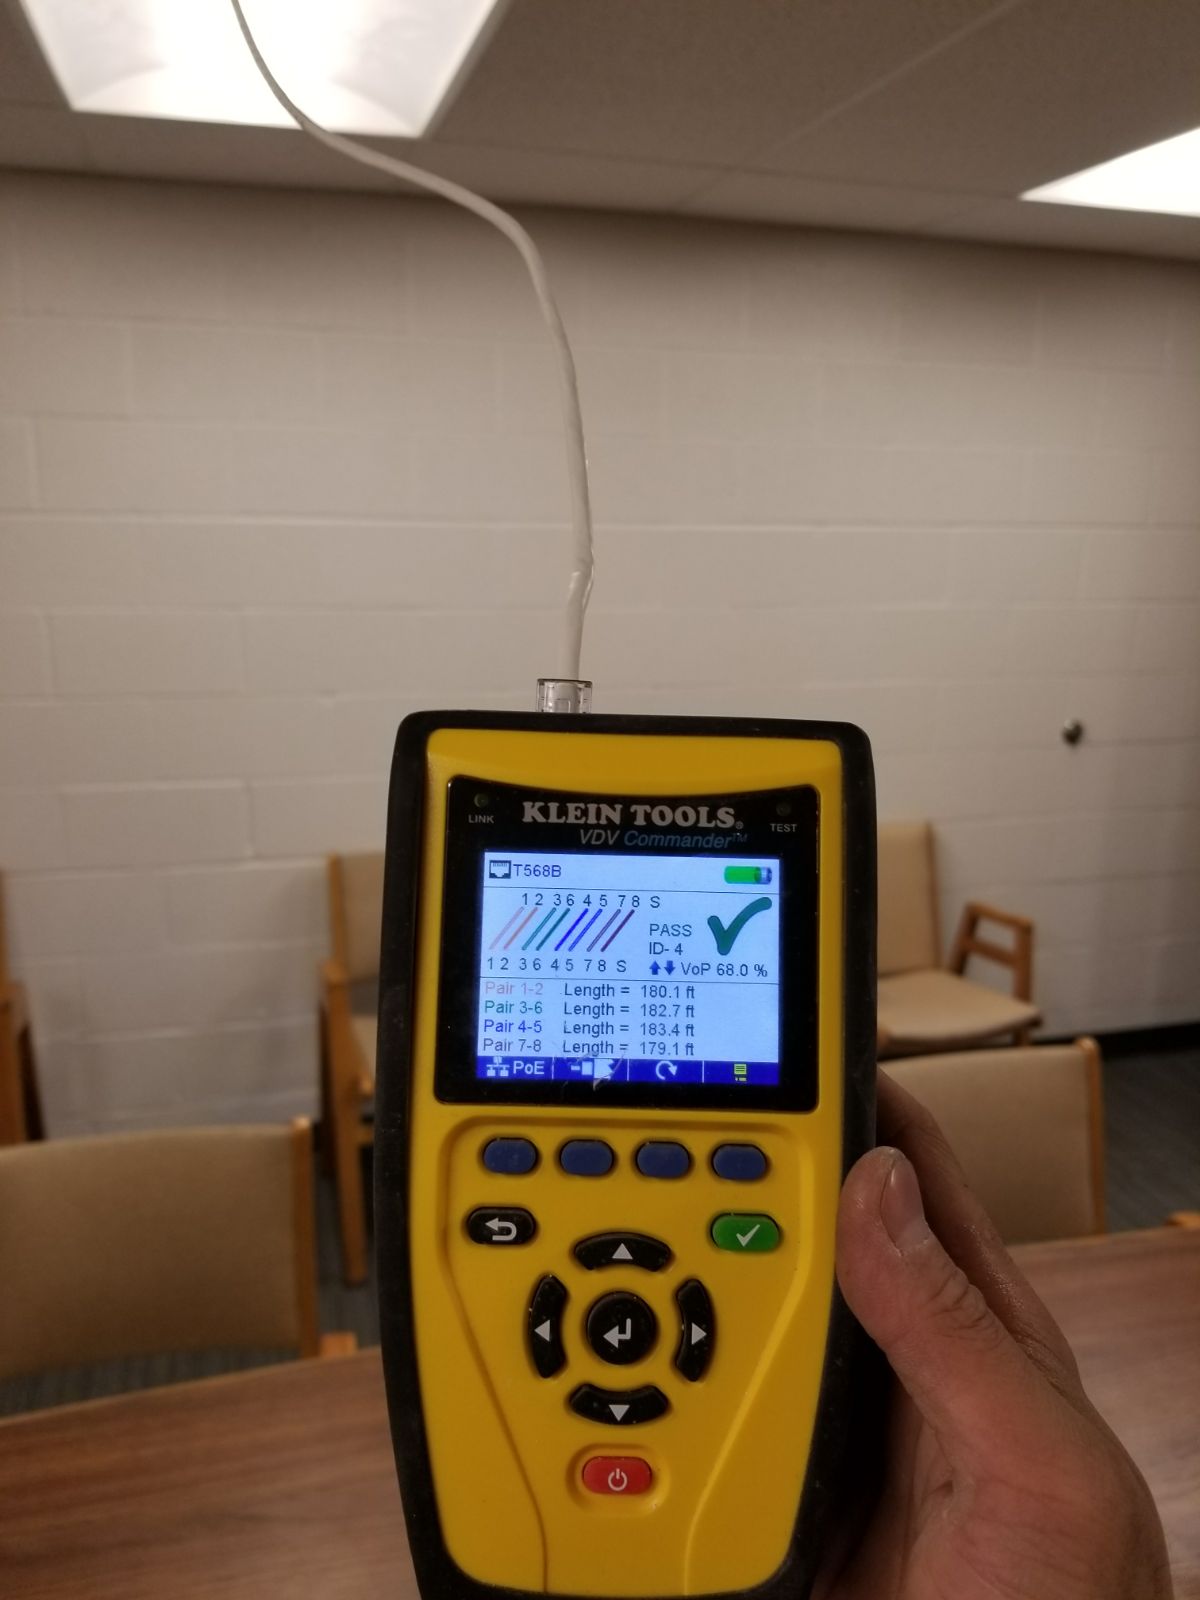 LINK
KLEIN TOOLS®
TEST
VDV Commander™
T568B
1 2 3 6 4 5 7 8 S
PASS
ID- 4
1 2 3 6 4 5 7 8 S
VoP 68.0 %
Pair 1-2 Length = 180.1 ft
Pair 3-6 Length = 182.7 ft
Pair 4-5 Length = 183.4 ft
Pair 7-8 Length = 179.1 ft
PoE